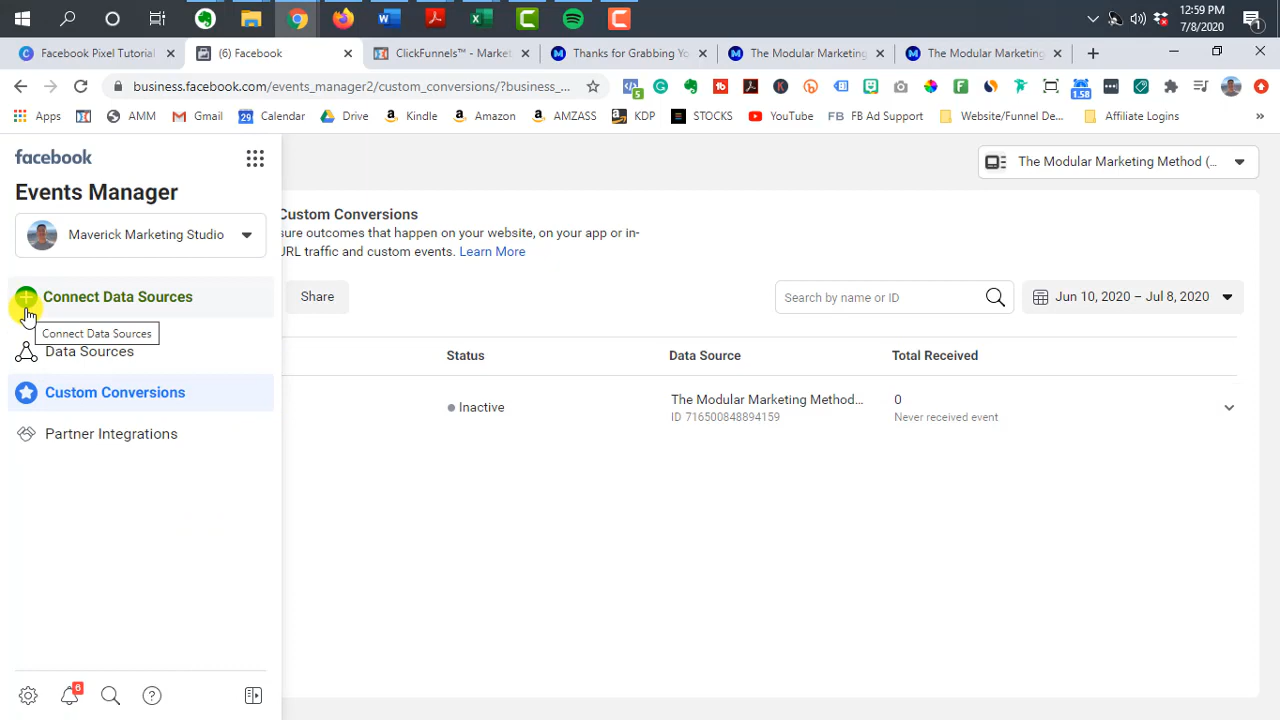 12:59 PM
7/8/2020
Facebook Pixel Tutorial
(6) Facebook
ClickFunnels™ - Market
Thanks for Grabbing Yo
The Modular Marketing
The Modular Marketing
business.facebook.com/events_manager2/custom_conversions/?business_...
5
1.58
Apps
AMM
Gmail
Calendar
Drive
Kindle
Amazon
AMZASS
KDP
STOCKS
YouTube
FB Ad Support
Website/Funnel De...
Affiliate Logins
»
facebook
The Modular Marketing Method (...
Events Manager
Maverick Marketing Studio
Custom Conversions
sure outcomes that happen on your website, on your app or in-
URL traffic and custom events. Learn More
Connect Data Sources
Share
Search by name or ID
Jun 10, 2020 – Jul 8, 2020
Connect Data Sources
Data Sources
Status
Data Source
Total Received
Custom Conversions
Inactive
The Modular Marketing Method...
ID 716500848894159
0
Never received event
Partner Integrations
6